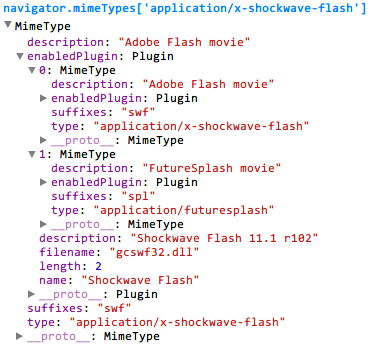 navigator.mimeTypes['application/x-shockwave-flash']
MimeType
description: "Adobe Flash movie"
enabledPlugin: Plugin
0: MimeType
description: "Adobe Flash movie"
enabledPlugin: Plugin
suffixes: "swf"
type: "application/x-shockwave-flash"
__proto__: MimeType
1: MimeType
description: "FutureSplash movie"
enabledPlugin: Plugin
suffixes: "spl"
type: "application/futuresplash"
__proto__: MimeType
description: "Shockwave Flash 11.1 r102"
filename: "gcswf32.dll"
length: 2
name: "Shockwave Flash"
__proto__: Plugin
suffixes: "swf"
type: "application/x-shockwave-flash"
__proto__: MimeType